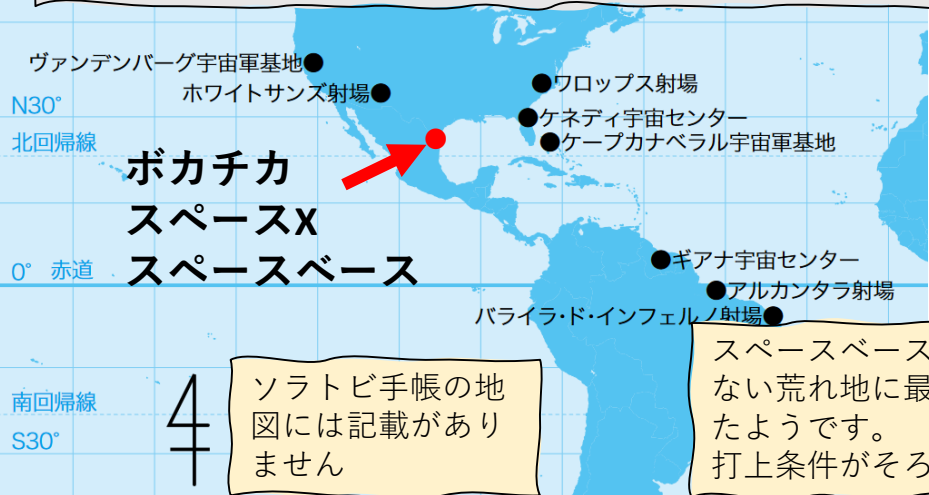 ヴァンデンバーグ宇宙軍基地
ホワイトサンズ射場
ワロップス射場
N30°
ケネディ宇宙センター
北回帰線
ケープカナベラル宇宙軍基地
ボカチカ
スペースX
スペースベース
0° 赤道
ギアナ宇宙センター
アルカンタラ射場
バライラ・ド・インフェルノ射場
南回帰線
S30°
ソラトビ手帳の地
図には記載があり
ません
スペースベース
ない荒れ地に最
たようです。
打上条件がそろ